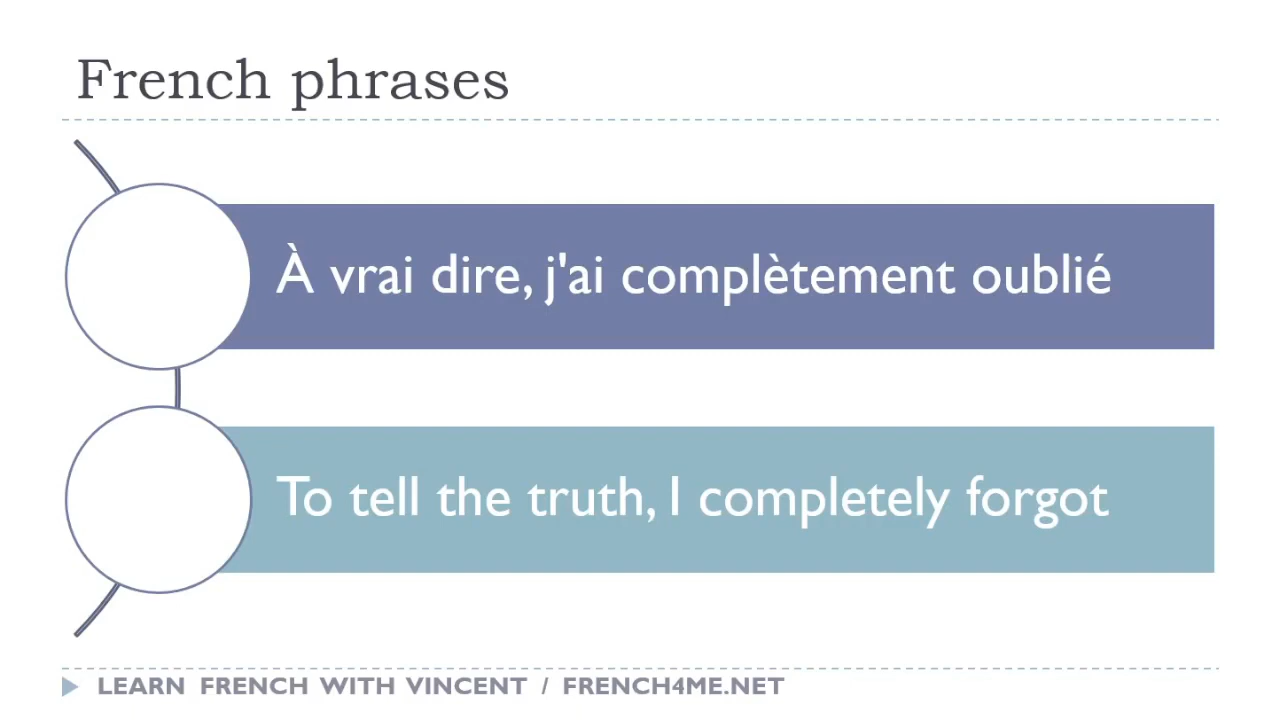 French phrases
À vrai dire, j'ai complètement oublié
To tell the truth, I completely forgot
LEARN FRENCH WITH VINCENT / FRENCH4ME.NET